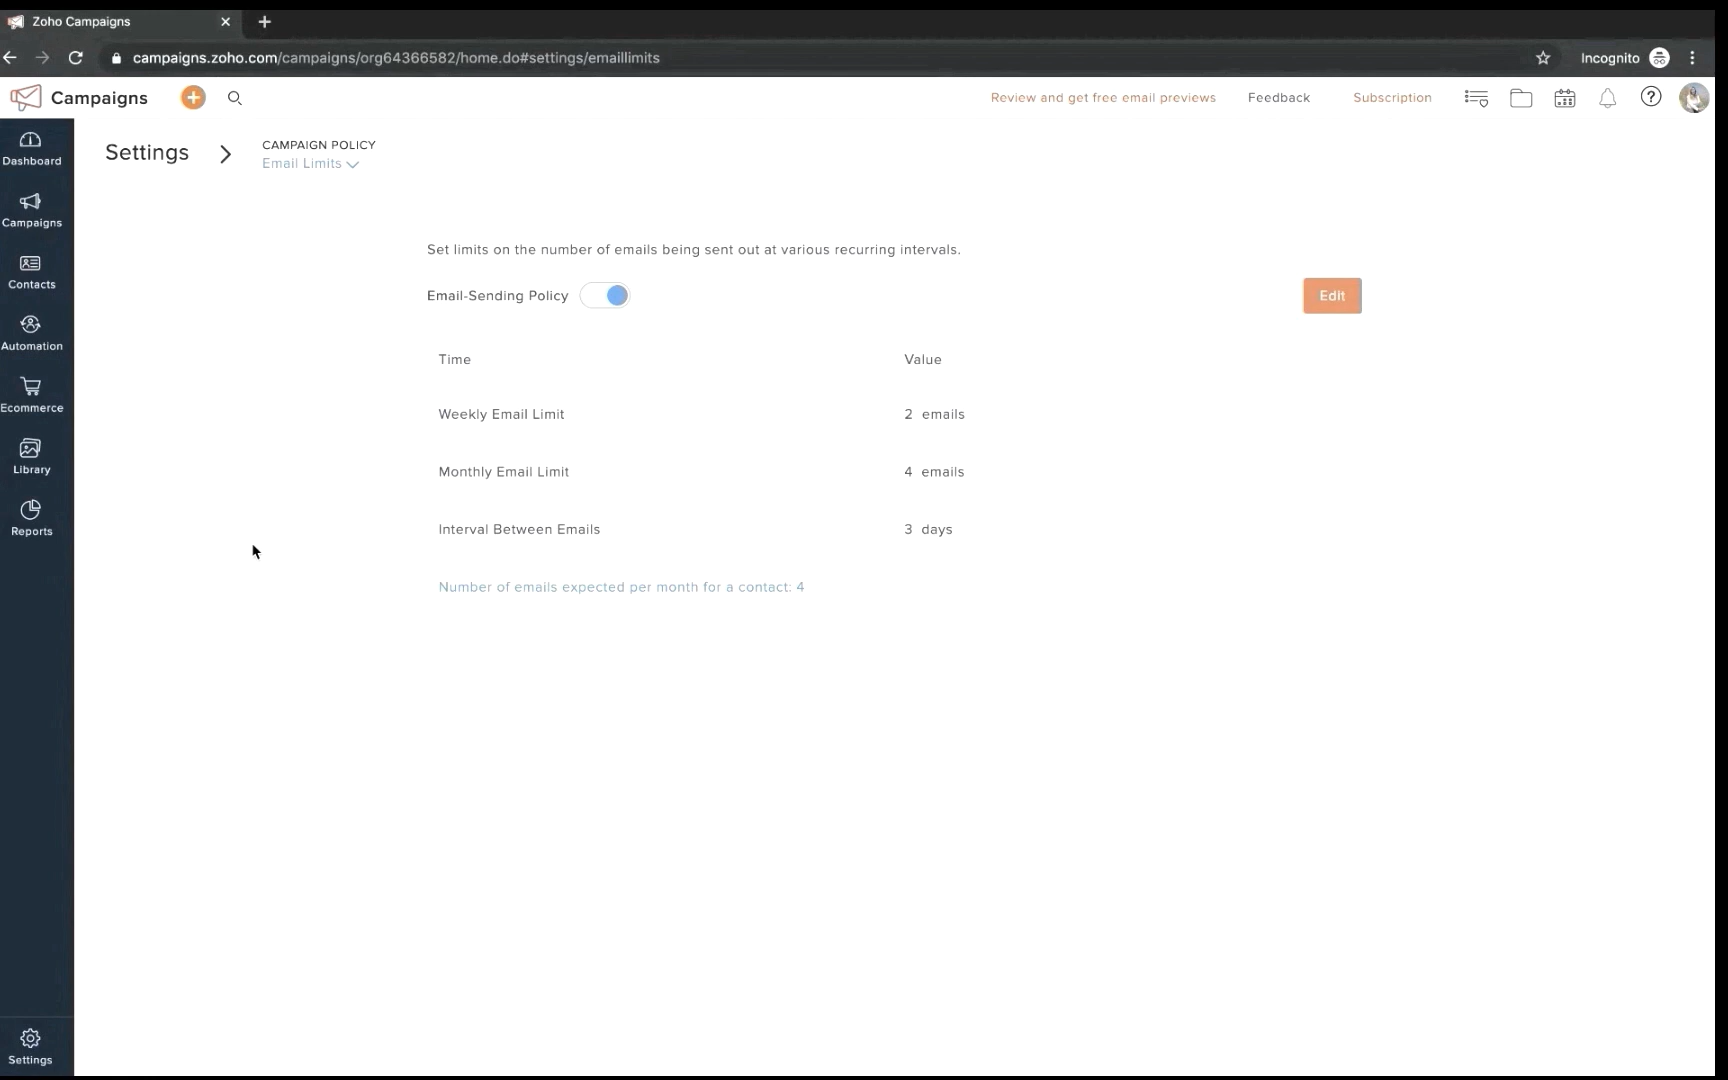 Zoho Campaigns
campaigns.zoho.com/campaigns/org64366582/home.do#settings/emaillimits
Incognito
Campaigns
Review and get free email previews
Feedback
Subscription
Dashboard
Campaigns
Contacts
Automation
Ecommerce
Library
Reports
Settings
Settings
CAMPAIGN POLICY
Email Limits
Set limits on the number of emails being sent out at various recurring intervals.
Email-Sending Policy
Edit
Time Value
Weekly Email Limit 2 emails
Monthly Email Limit 4 emails
Interval Between Emails 3 days
Number of emails expected per month for a contact: 4